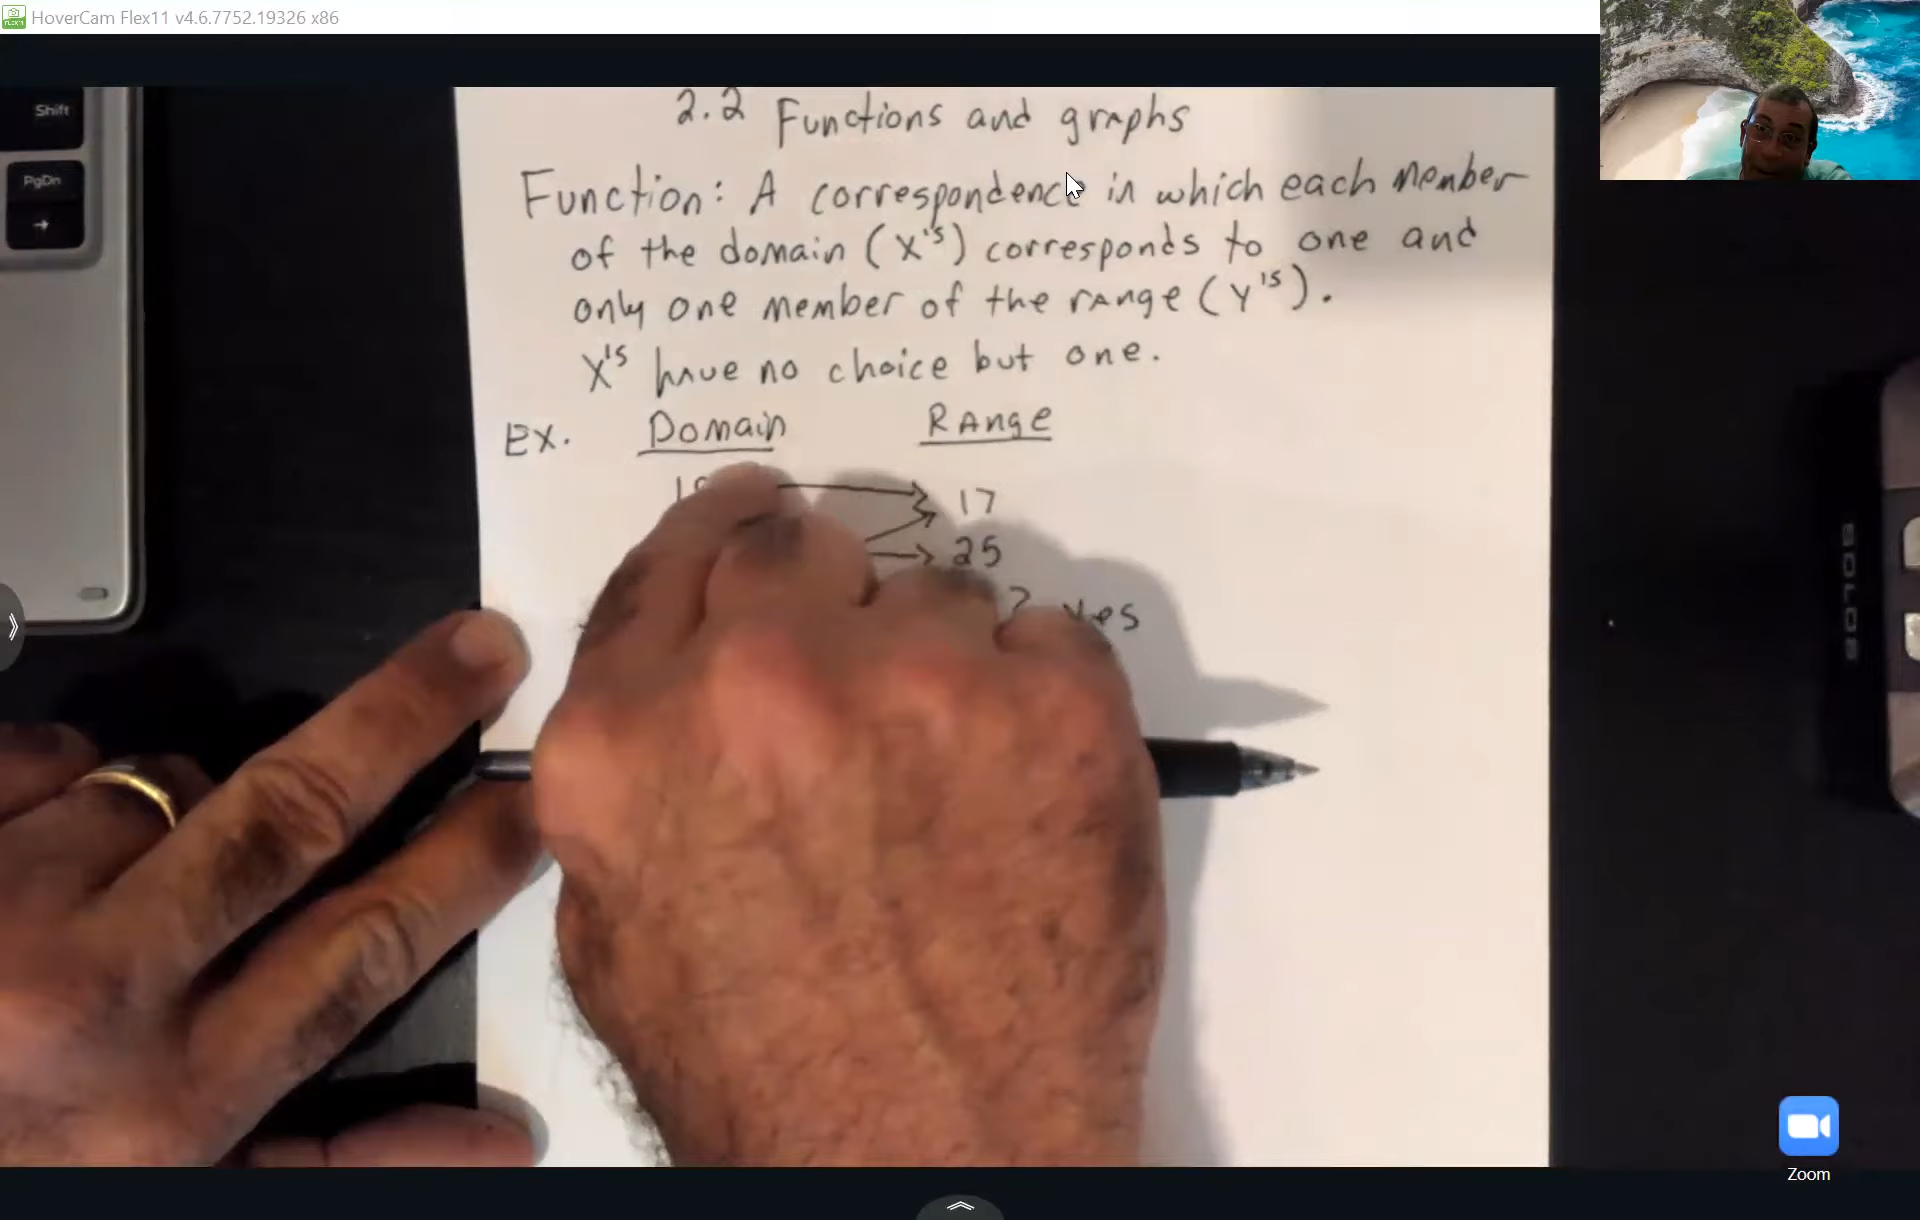 HoverCam Flex11 v4.6.7752.19326 x86
Shift
PgDn
2.2 Functions and graphs
Function: A correspondence in which each member
of the domain (X's) corresponds to one and
only one member of the range (Y's).
X's have no choice but one.
Ex. Domain Range
17
25
? yes
Zoom